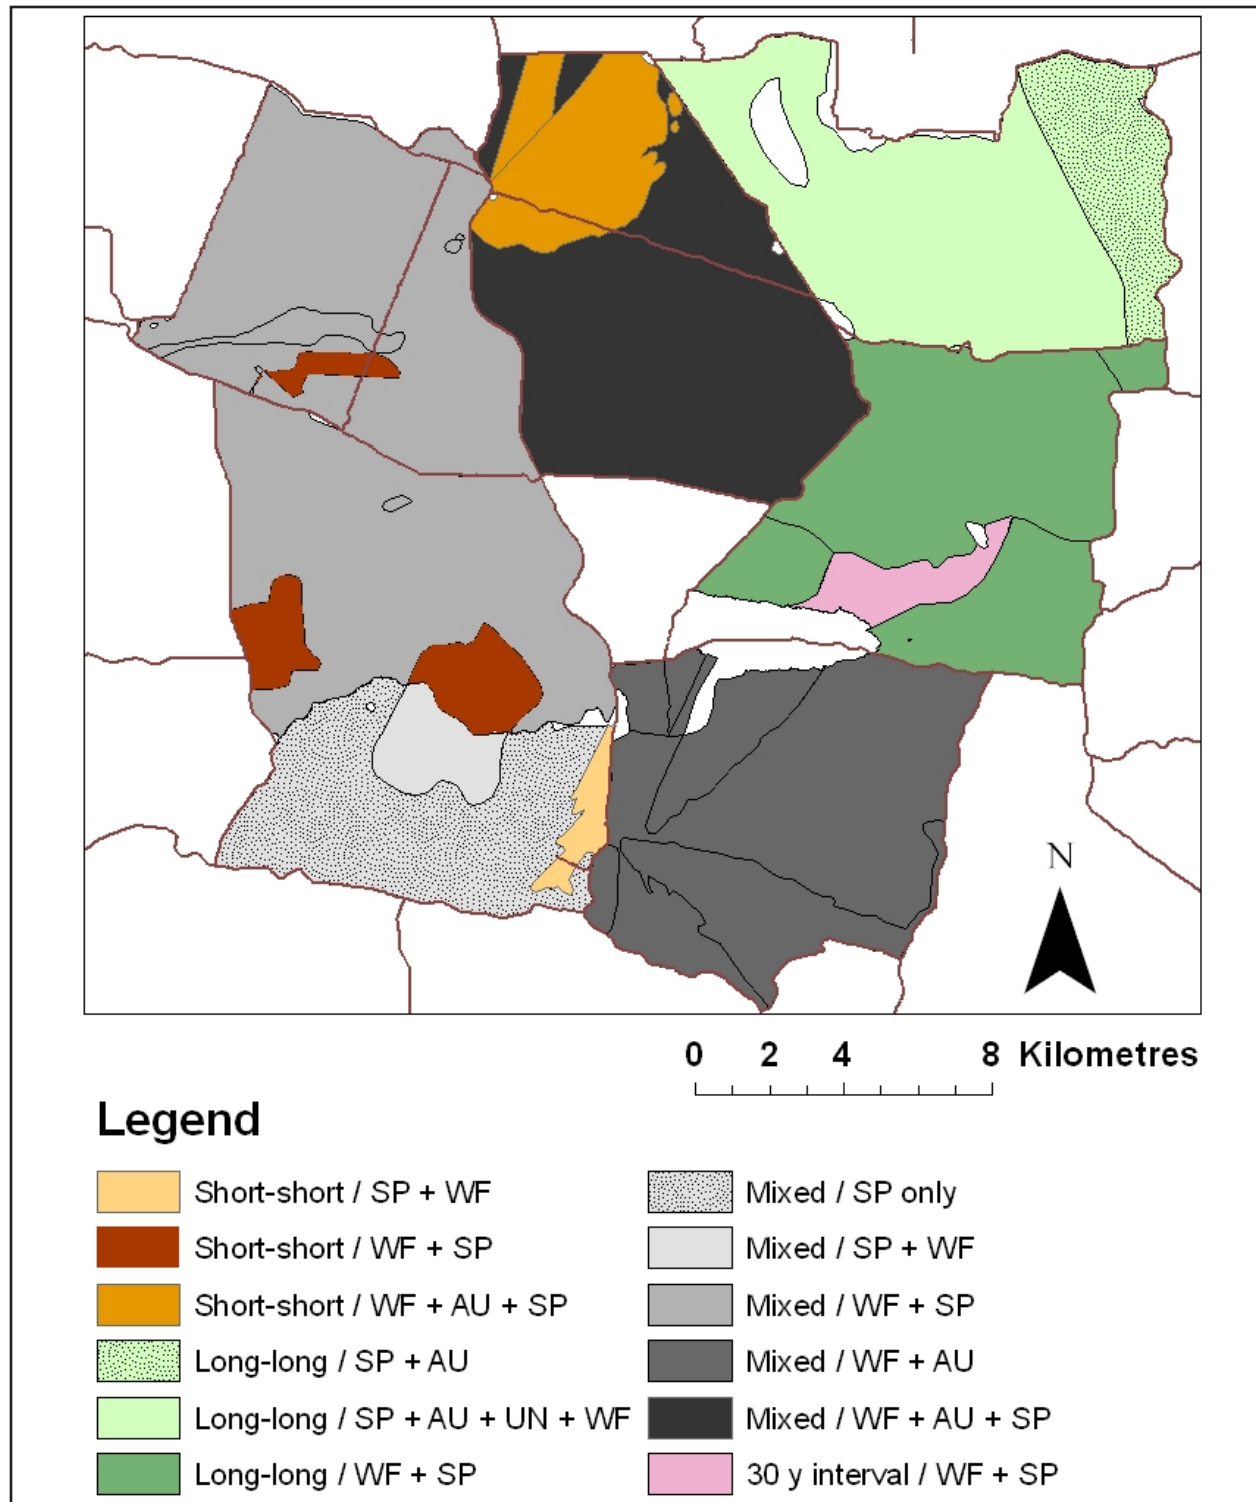 N
0 2 4 8 Kilometres
Legend
Short-short / SP + WF
Short-short / WF + SP
Short-short / WF + AU + SP
Long-long / SP + AU
Long-long / SP + AU + UN + WF
Long-long / WF + SP
Mixed / SP only
Mixed / SP + WF
Mixed / WF + SP
Mixed / WF + AU
Mixed / WF + AU + SP
30 y interval / WF + SP